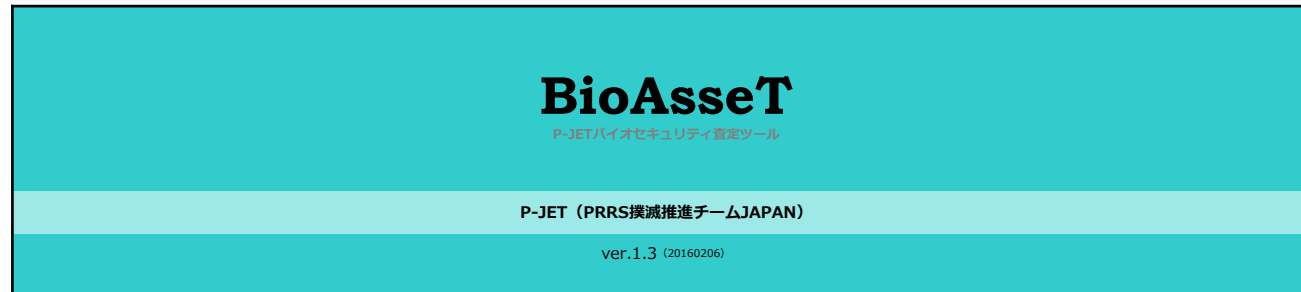 BioAsseT
P-JETバイオセキュリティ査定ツール
P-JET（PRRS撲滅推進チームJAPAN）
ver.1.3（20160206）